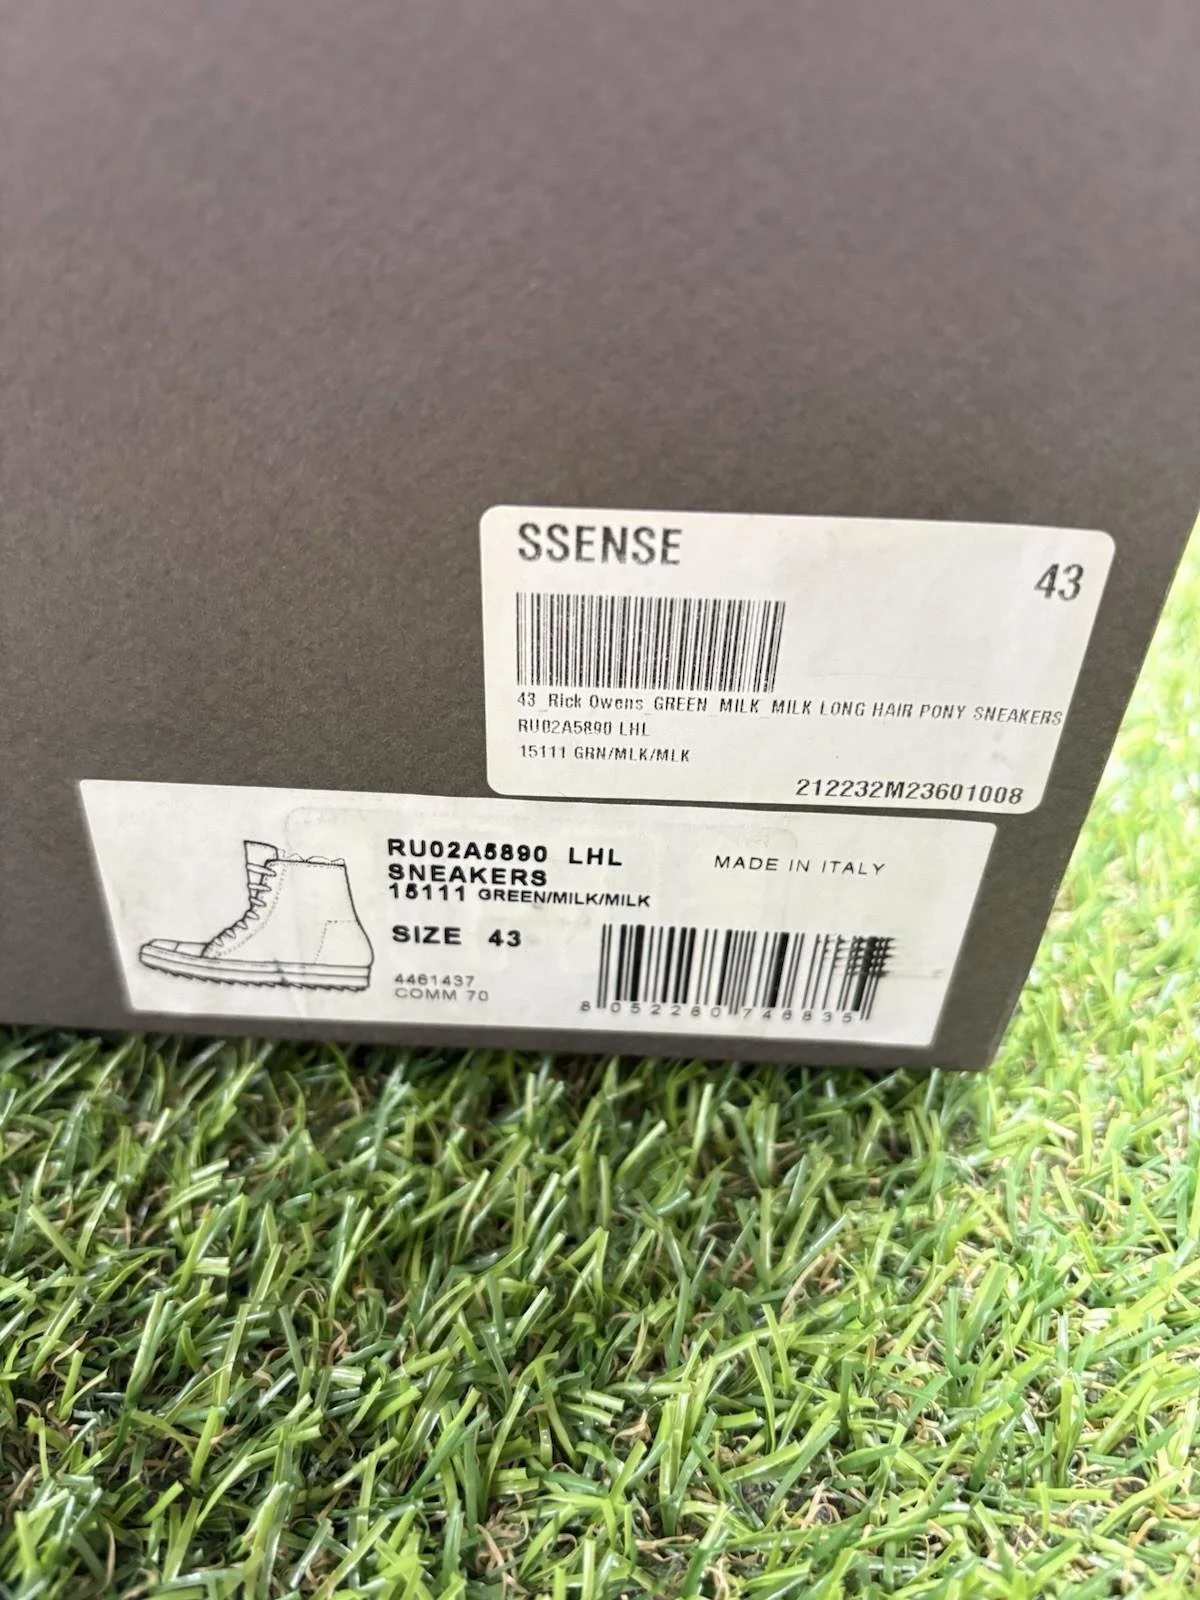 SSENSE
43
43_Rick Owens_GREEN_MILK_MILK LONG HAIR PONY SNEAKERS
RU02A5890 LHL
15111 GRN/MLK/MLK
212232M23601008
RU02A5890 LHL
SNEAKERS
15111 GREEN/MILK/MILK
MADE IN ITALY
SIZE 43
4461437
COMM 70
8 052280 746835